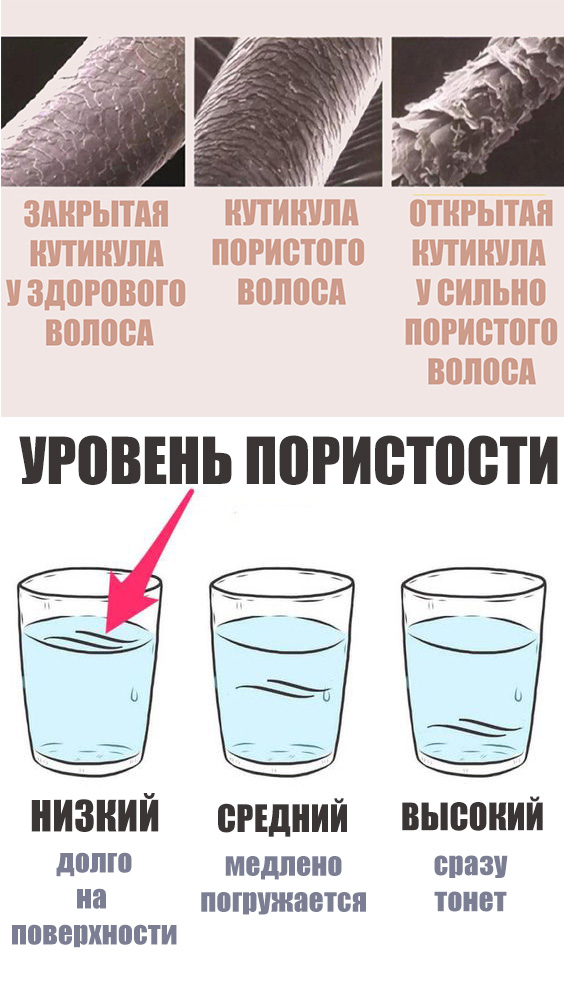 ЗАКРЫТАЯ
КУТИКУЛА
У ЗДОРОВОГО
ВОЛОСА
КУТИКУЛА
ПОРИСТОГО
ВОЛОСА
ОТКРЫТАЯ
КУТИКУЛА
У СИЛЬНО
ПОРИСТОГО
ВОЛОСА
УРОВЕНЬ ПОРИСТОСТИ
НИЗКИЙ
долго
на
поверхности
СРЕДНИЙ
медлено
погружается
ВЫСОКИЙ
сразу
тонет